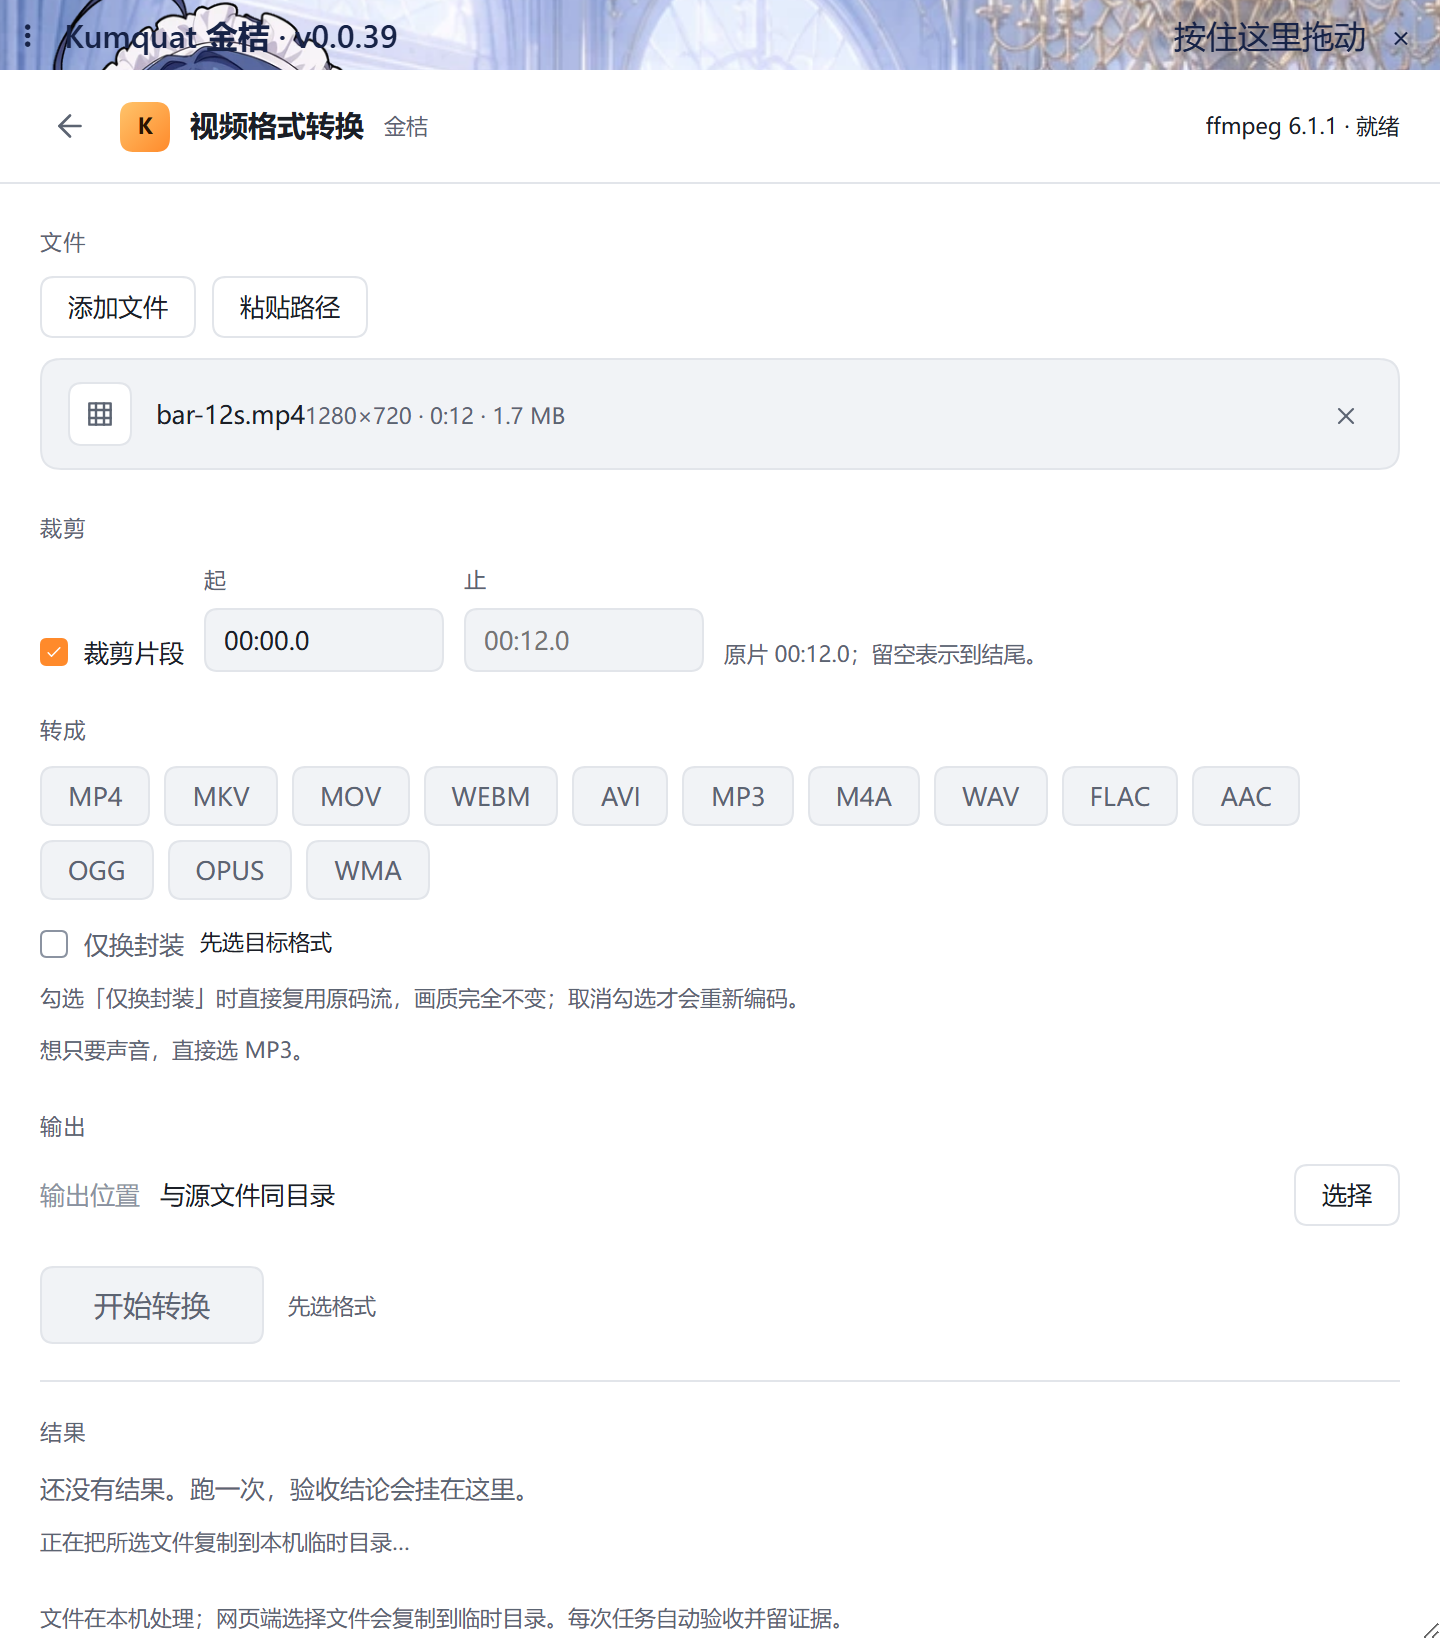 Kumquat 金桔 · v0.0.39
按住这里拖动 ×
K 视频格式转换 金桔
ffmpeg 6.1.1 · 就绪
文件
添加文件 粘贴路径
bar-12s.mp41280×720 · 0:12 · 1.7 MB
裁剪
起 止
裁剪片段 00:00.0 00:12.0 原片 00:12.0；留空表示到结尾。
转成
MP4 MKV MOV WEBM AVI MP3 M4A WAV FLAC AAC
OGG OPUS WMA
仅换封装 先选目标格式
勾选「仅换封装」时直接复用原码流，画质完全不变；取消勾选才会重新编码。
想只要声音，直接选 MP3。
输出
输出位置 与源文件同目录 选择
开始转换 先选格式
结果
还没有结果。跑一次，验收结论会挂在这里。
正在把所选文件复制到本机临时目录...
文件在本机处理；网页端选择文件会复制到临时目录。每次任务自动验收并留证据。